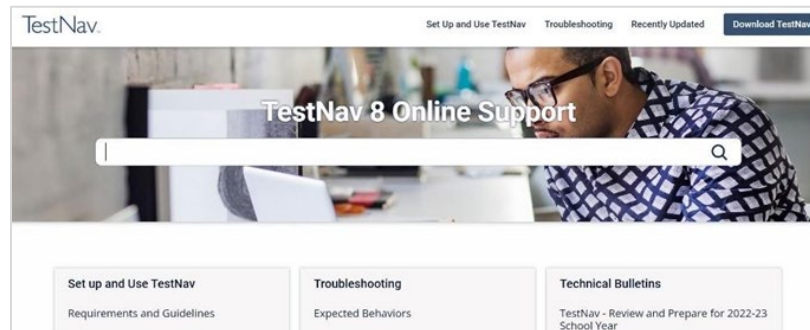 TestNav.
Set Up and Use TestNav Troubleshooting Recently Updated Download TestNav
TestNav 8 Online Support
Set up and Use TestNav
Requirements and Guidelines
Troubleshooting
Expected Behaviors
Technical Bulletins
TestNav - Review and Prepare for 2022-23
School Year